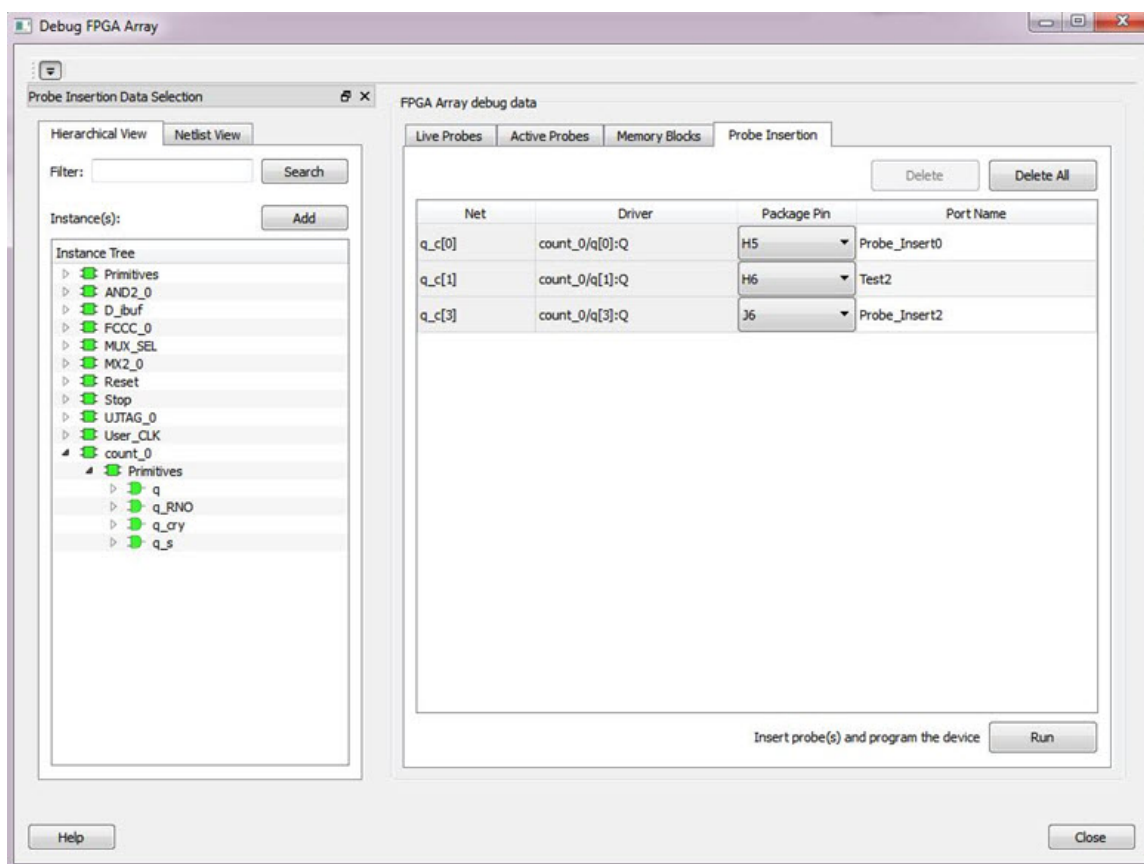 Debug FPGA Array
Probe Insertion Data Selection
Hierarchical View Netlist View
Filter: Search
Instance(s): Add
Instance Tree
Primitives
AND2_0
D_ibuf
FCCC_0
MUX_SEL
MX2_0
Reset
Stop
UJTAG_0
User_CLK
count_0
Primitives
q
q_RNO
q_cry
q_s
FPGA Array debug data
Live Probes Active Probes Memory Blocks Probe Insertion
Delete Delete All
Net Driver Package Pin Port Name
q_c[0] count_0/q[0]:Q H5 Probe_Insert0
q_c[1] count_0/q[1]:Q H6 Test2
q_c[3] count_0/q[3]:Q J6 Probe_Insert2
Insert probe(s) and program the device Run
Help Close